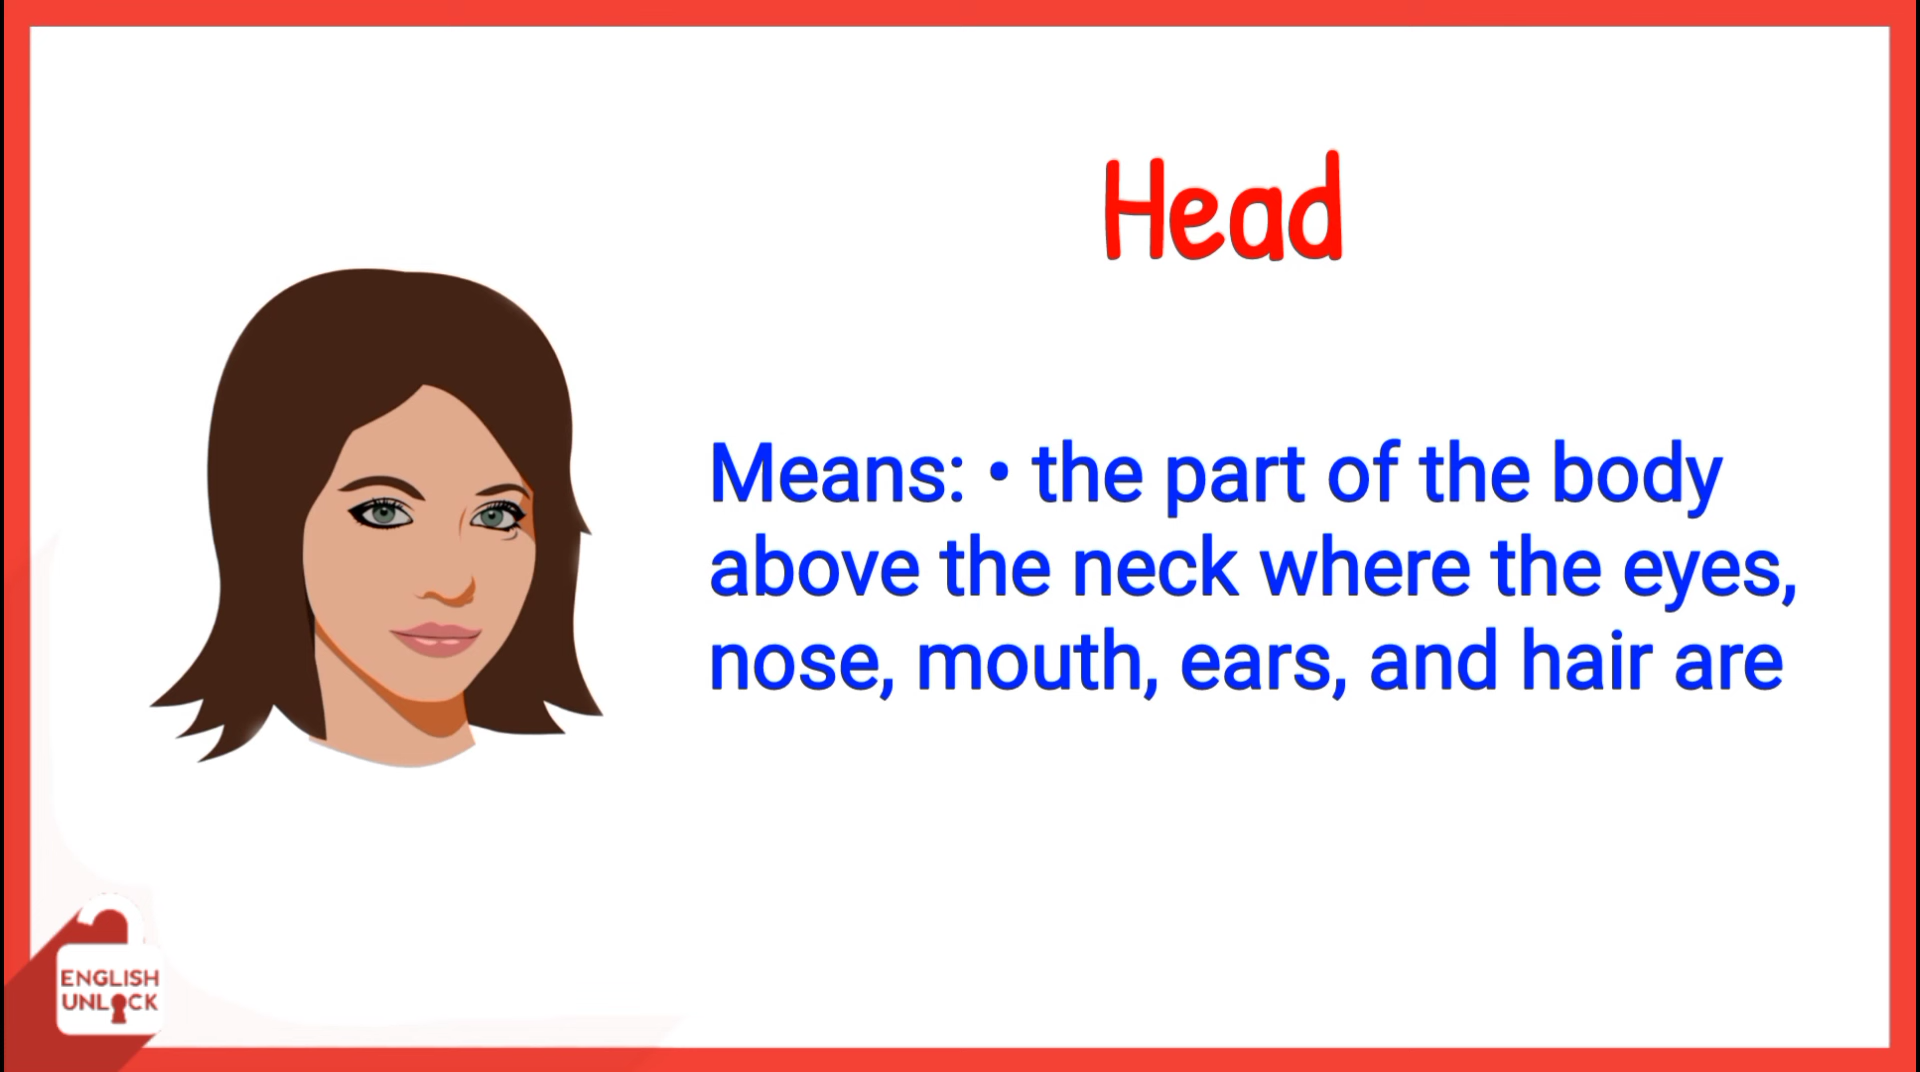 Head
Means: • the part of the body
above the neck where the eyes,
nose, mouth, ears, and hair are
ENGLISH
UNLOCK